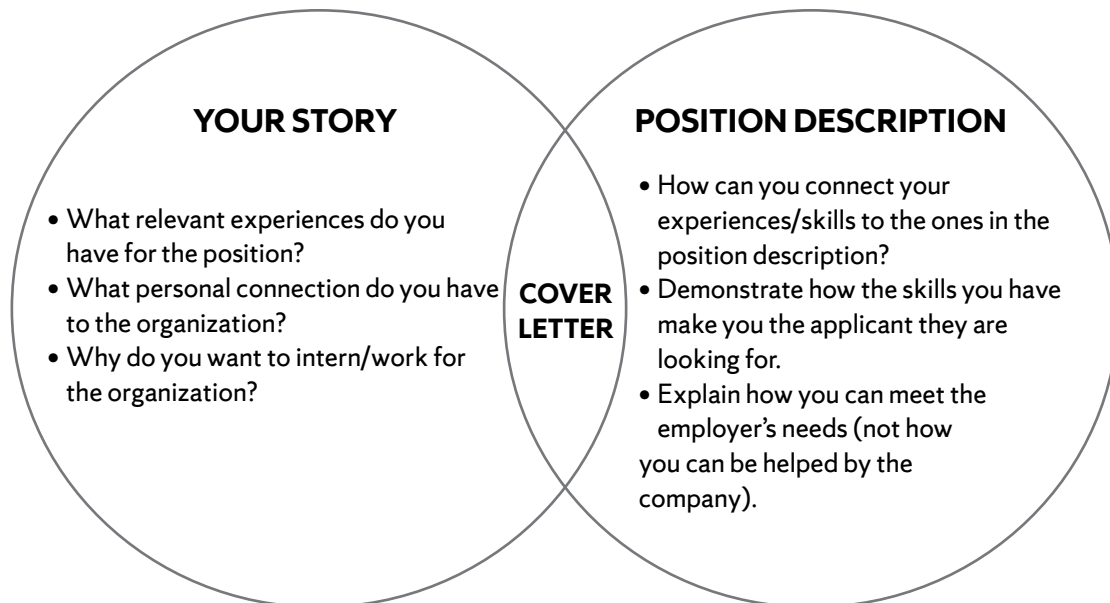 YOUR STORY
• What relevant experiences do you
have for the position?
• What personal connection do you have
to the organization?
• Why do you want to intern/work for
the organization?
COVER
LETTER
POSITION DESCRIPTION
• How can you connect your
experiences/skills to the ones in the
position description?
• Demonstrate how the skills you have
make you the applicant they are
looking for.
• Explain how you can meet the
employer’s needs (not how
you can be helped by the
company).